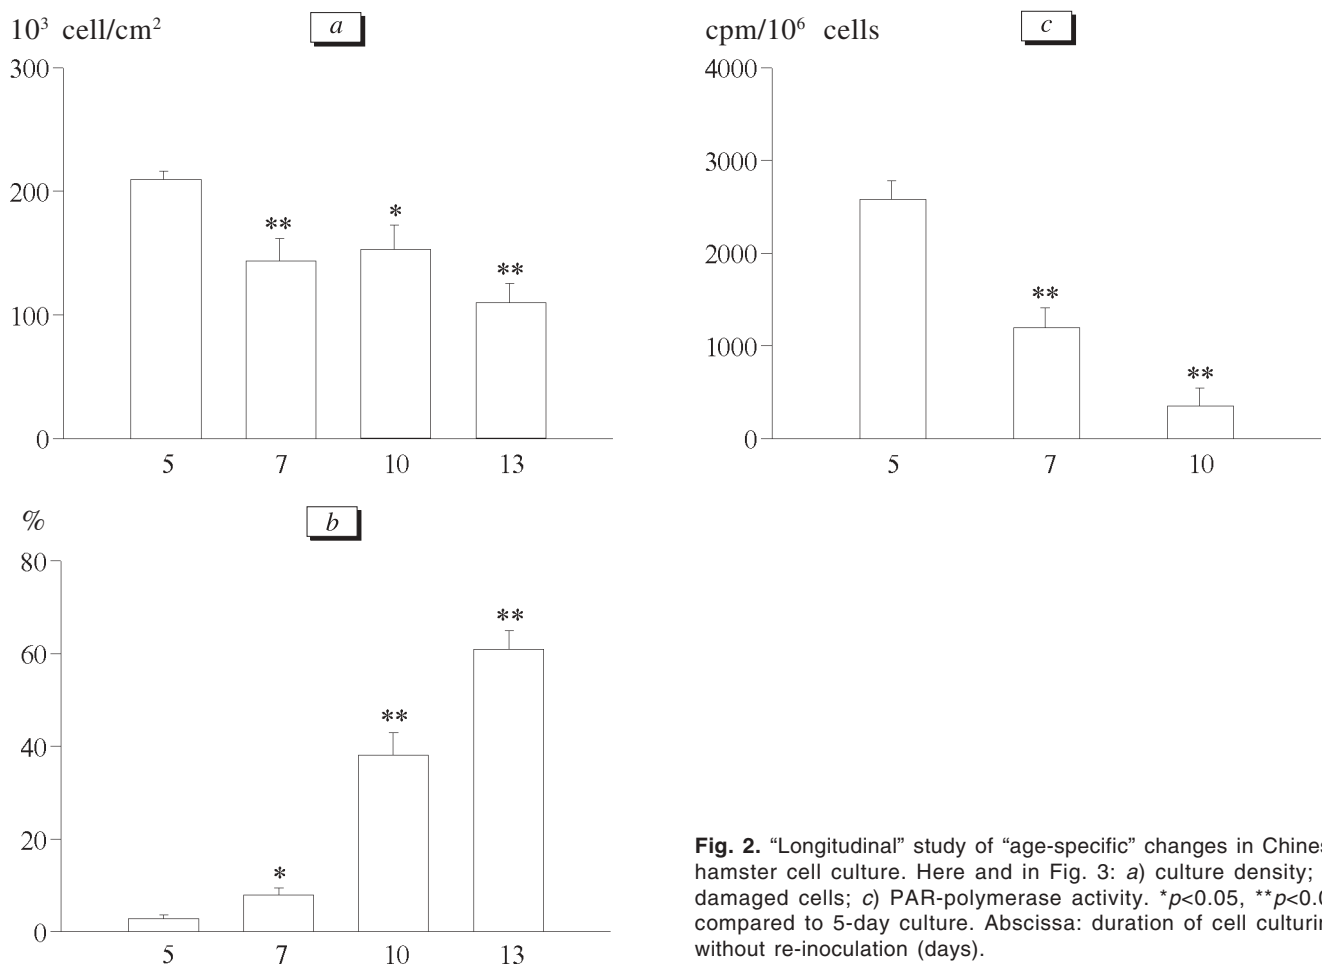 10³ cell/cm²
a
300
200
100
0
**
*
**
5 7 10 13
cpm/10⁶ cells
c
4000
3000
2000
1000
0
**
**
5 7 10
%
b
80
60
40
20
0
*
**
**
5 7 10 13
Fig. 2. “Longitudinal” study of “age-specific” changes in
hamster cell culture. Here and in Fig. 3: a) culture density;
damaged cells; c) PAR-polymerase activity. *p<0.05,
compared to 5-day culture. Abscissa: duration of cell
without re-inoculation (days).